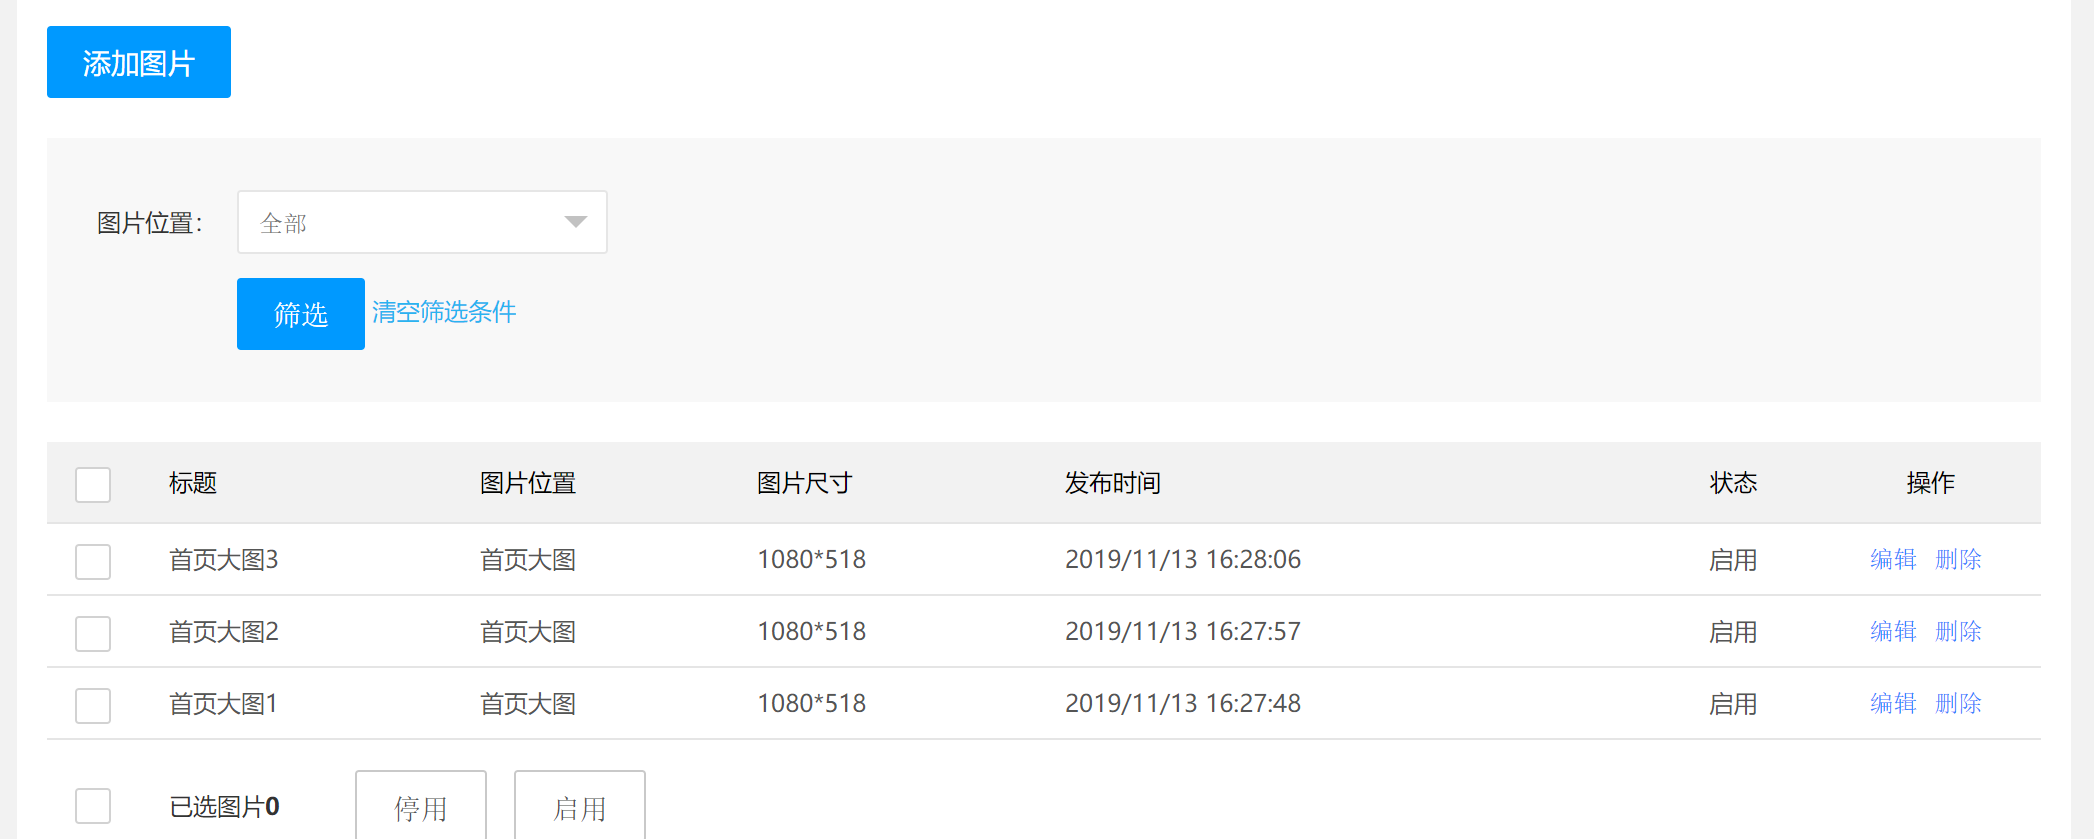 添加图片
图片位置： 全部
筛选 清空筛选条件
标题 图片位置 图片尺寸 发布时间 状态 操作
首页大图3 首页大图 1080*518 2019/11/13 16:28:06 启用 编辑 删除
首页大图2 首页大图 1080*518 2019/11/13 16:27:57 启用 编辑 删除
首页大图1 首页大图 1080*518 2019/11/13 16:27:48 启用 编辑 删除
已选图片0 停用 启用